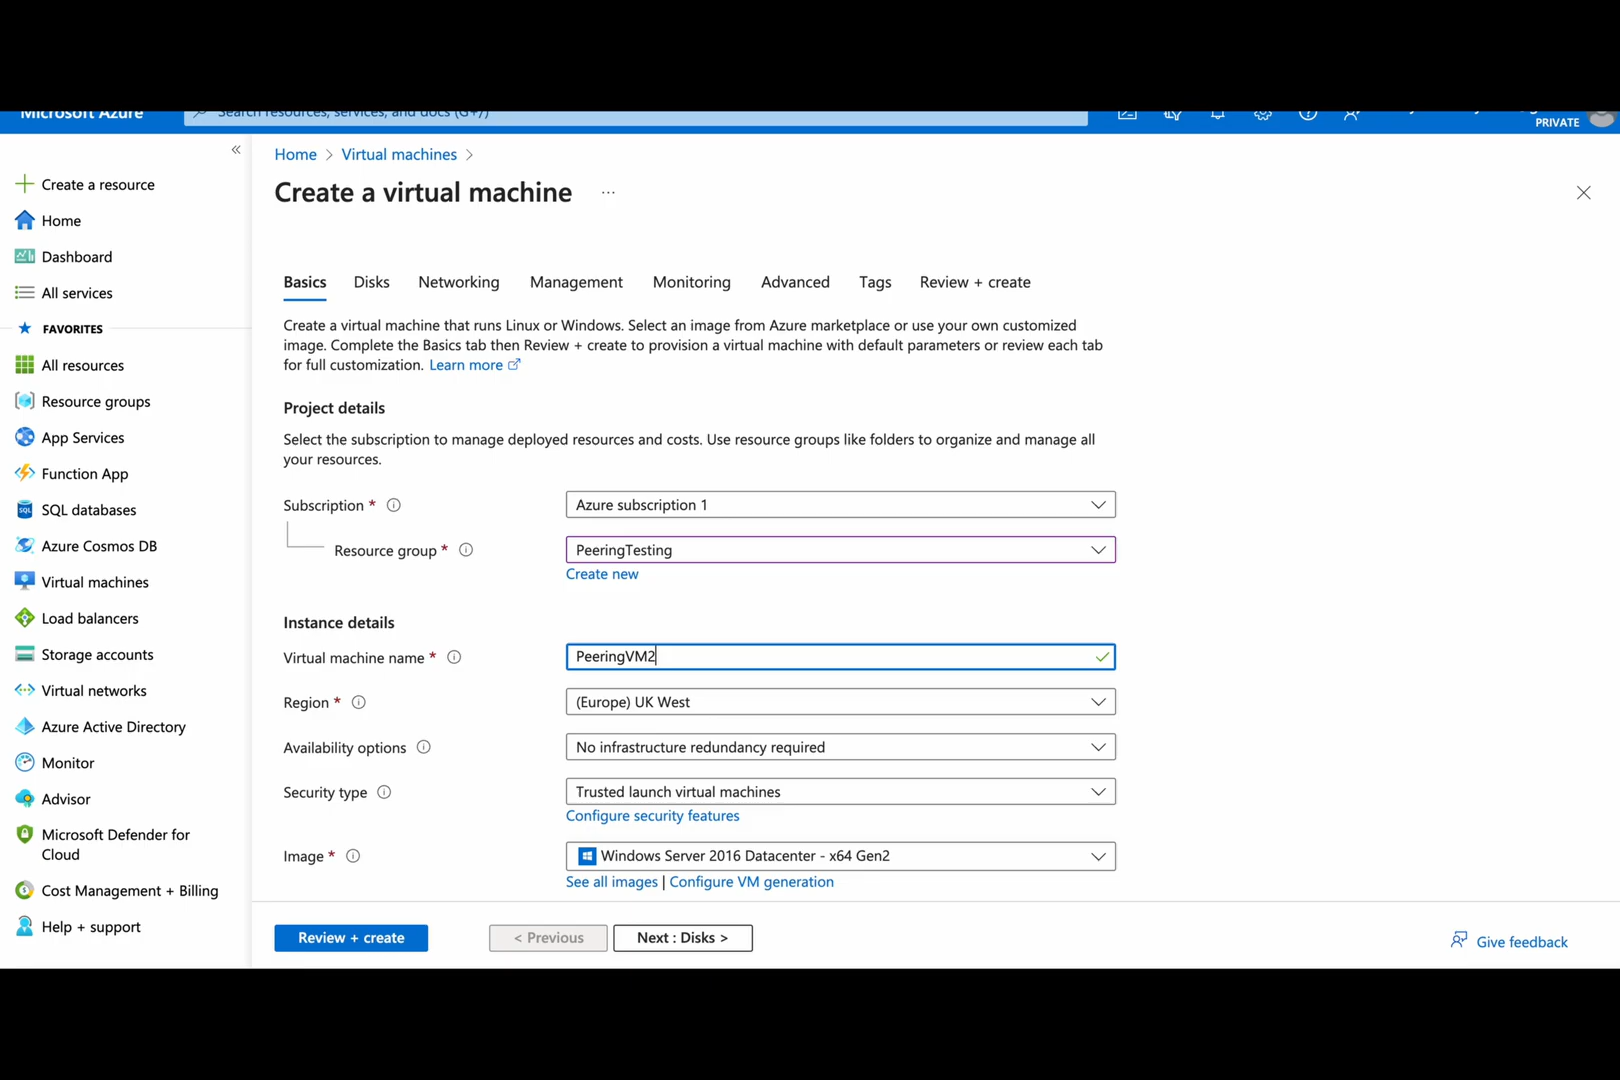 Microsoft Azure
Search resources, services, and docs (G+/)
PRIVATE
«
Create a resource
Home
Dashboard
All services
FAVORITES
All resources
Resource groups
App Services
Function App
SQL databases
Azure Cosmos DB
Virtual machines
Load balancers
Storage accounts
Virtual networks
Azure Active Directory
Monitor
Advisor
Microsoft Defender for
Cloud
Cost Management + Billing
Help + support
Home > Virtual machines >
Create a virtual machine ...
Basics Disks Networking Management Monitoring Advanced Tags Review + create
Create a virtual machine that runs Linux or Windows. Select an image from Azure marketplace or use your own customized
image. Complete the Basics tab then Review + create to provision a virtual machine with default parameters or review each tab
for full customization. Learn more
Project details
Select the subscription to manage deployed resources and costs. Use resource groups like folders to organize and manage all
your resources.
Subscription * Azure subscription 1
Resource group * PeeringTesting
Create new
Instance details
Virtual machine name * PeeringVM2
Region * (Europe) UK West
Availability options No infrastructure redundancy required
Security type Trusted launch virtual machines
Configure security features
Image * Windows Server 2016 Datacenter - x64 Gen2
See all images | Configure VM generation
Review + create < Previous Next : Disks >
Give feedback